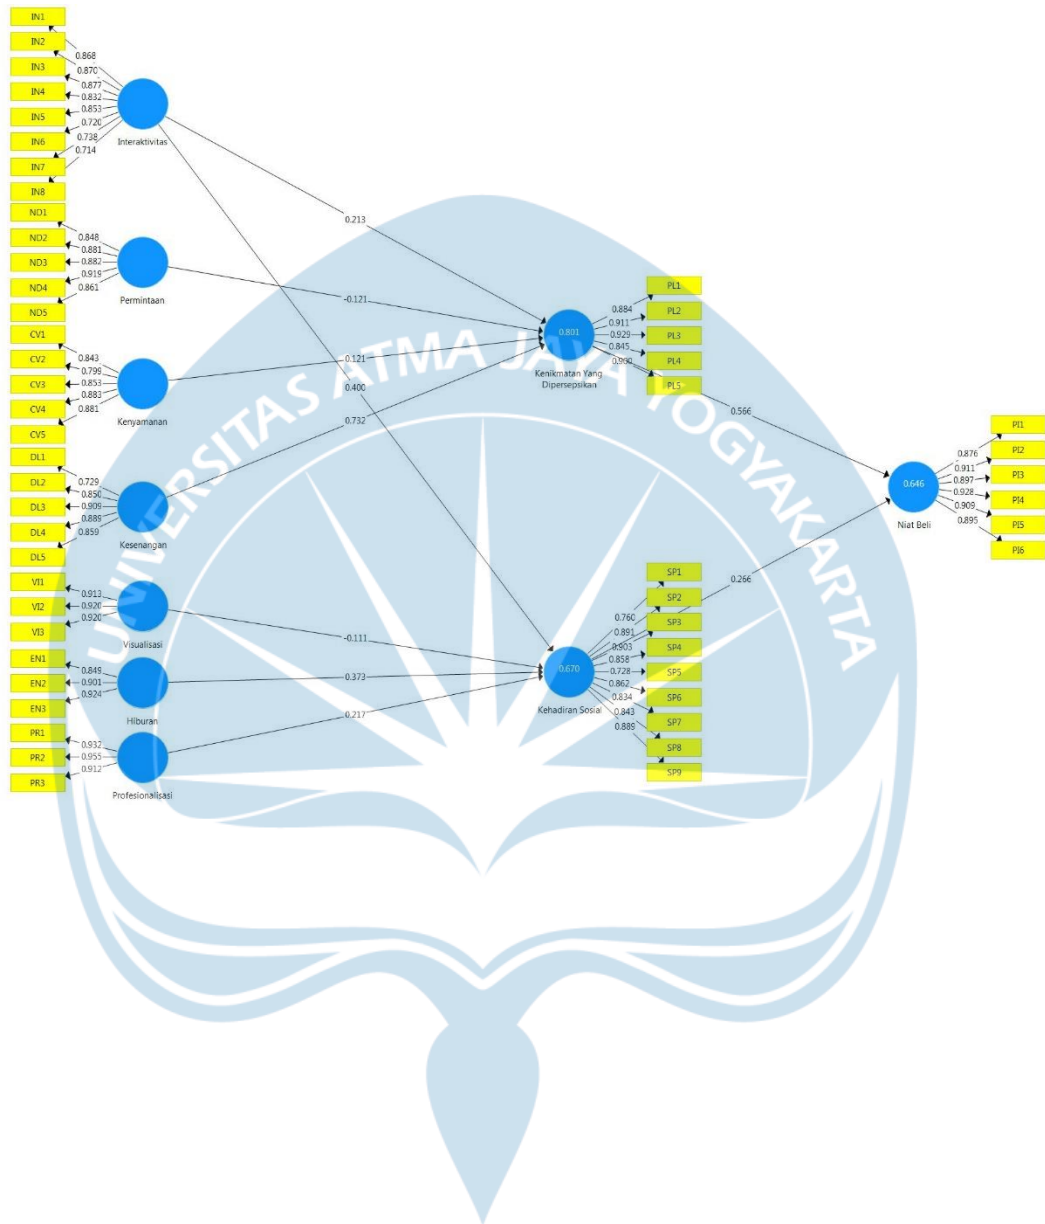 IN1
IN2
IN3
IN4
IN5
IN6
IN7
IN8
0.868
0.870
0.877
0.832
0.853
0.720
0.738
0.714
Interaktivitas
ND1
ND2
ND3
ND4
ND5
0.848
0.881
0.882
0.919
0.861
Permintaan
CV1
CV2
CV3
CV4
CV5
0.843
0.799
0.853
0.883
0.881
Kenyamanan
DL1
DL2
DL3
DL4
DL5
0.729
0.850
0.909
0.889
0.859
Kesenangan
VI1
VI2
VI3
0.913
0.920
0.920
Visualisasi
EN1
EN2
EN3
0.849
0.901
0.924
Hiburan
PR1
PR2
PR3
0.932
0.955
0.912
Profesionalisasi
0.213
-0.121
0.121
0.400
0.732
-0.111
0.373
0.217
0.801
Kenikmatan Yang
Dipersepsikan
0.884
0.911
0.929
0.845
0.900
PL1
PL2
PL3
PL4
PL5
0.566
0.670
Kehadiran Sosial
0.760
0.891
0.903
0.858
0.728
0.862
0.834
0.843
0.889
SP1
SP2
SP3
SP4
SP5
SP6
SP7
SP8
SP9
0.266
0.646
Niat Beli
0.876
0.911
0.897
0.928
0.909
0.895
PI1
PI2
PI3
PI4
PI5
PI6
UNIVERSITAS ATMA JAYA YOGYAKARTA